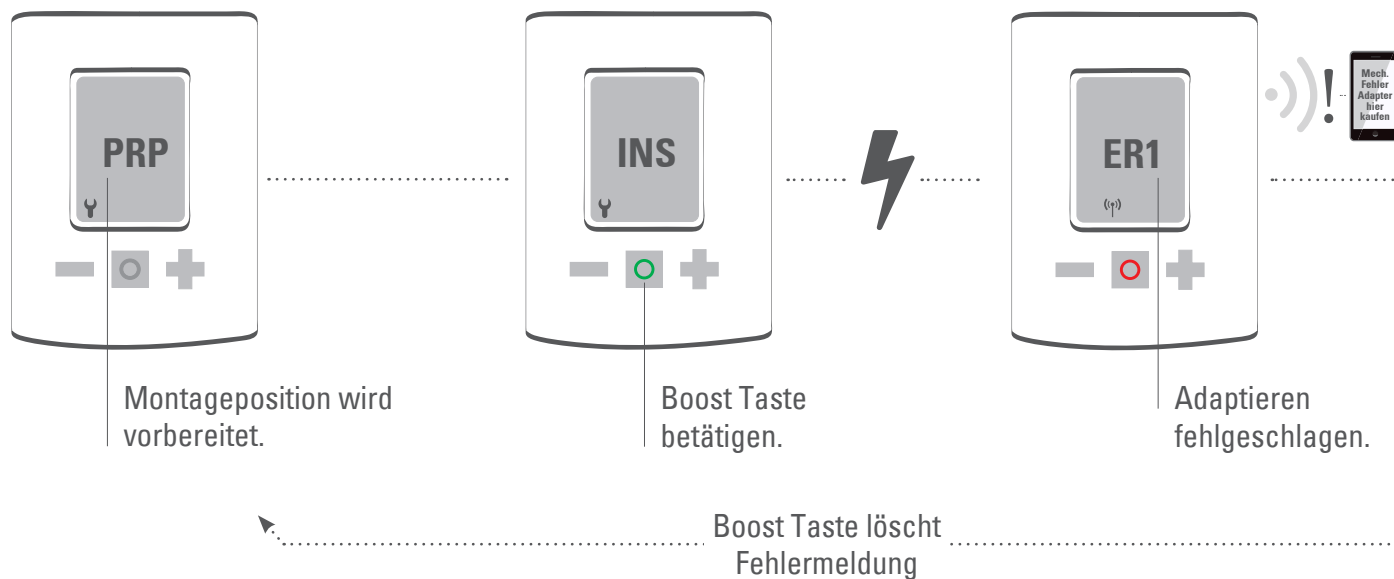 PRP
INS
ER1
Mech.
Fehler
Adapter
hier
kaufen
Montageposition wird
vorbereitet.
Boost Taste
betätigen.
Adaptieren
fehlgeschlagen.
Boost Taste löscht
Fehlermeldung